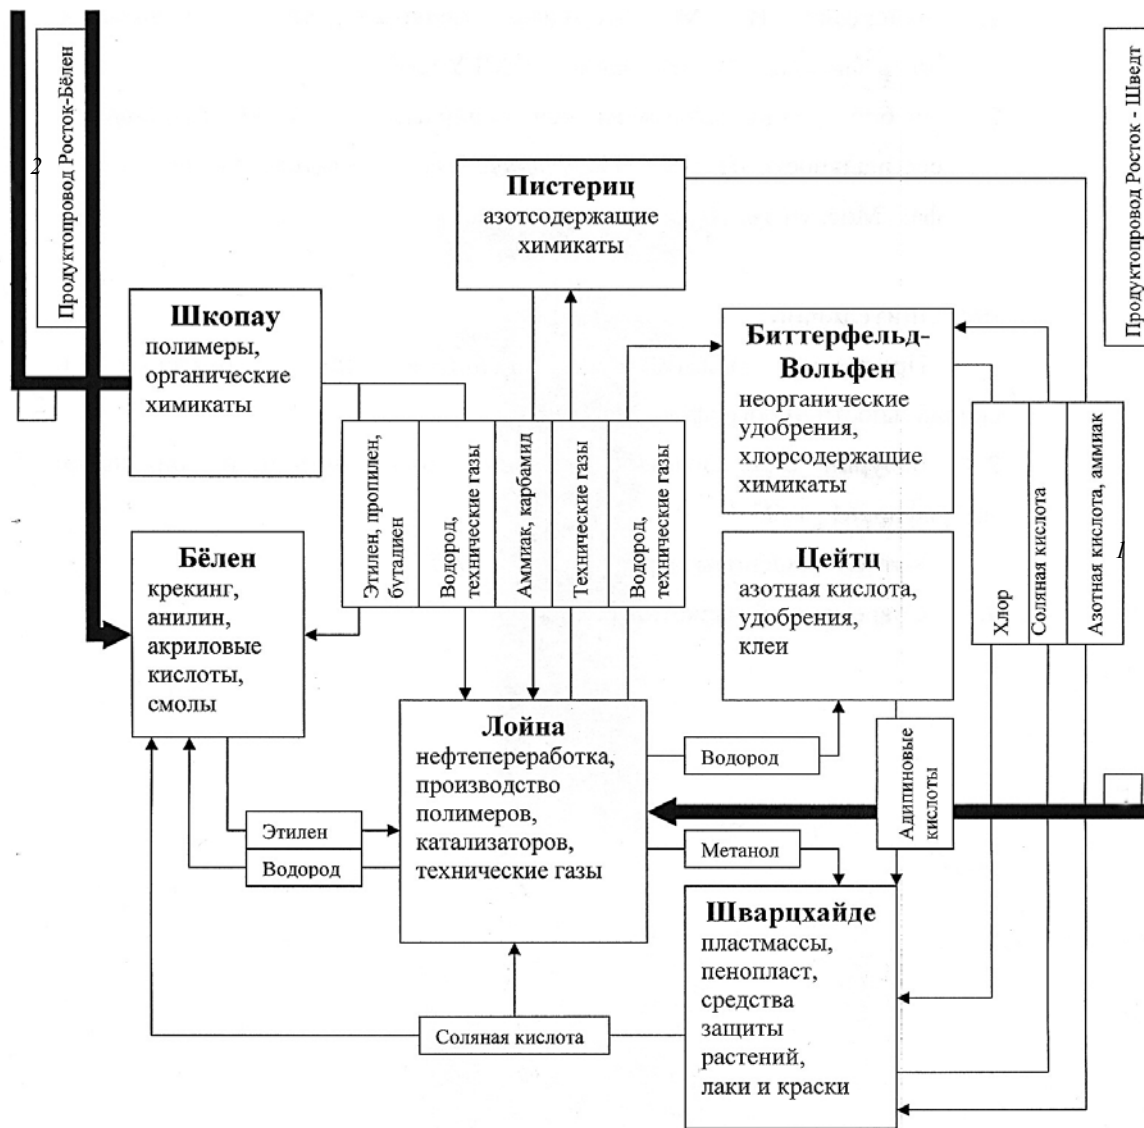 Продуктопровод Росток-Бёлен
2
Продуктопровод Росток - Шведт
Пистериц
азотсодержащие
химикаты
Шкопау
полимеры,
органические
химикаты
Биттерфельд-
Вольфен
неорганические
удобрения,
хлорсодержащие
химикаты
Этилен, пропилен,
бутадиен
Водород,
технические газы
Аммиак, карбамид
Технические газы
Водород,
технические газы
Хлор
Соляная кислота
Азотная кислота, аммиак
1
Бёлен
крекинг,
анилин,
акриловые
кислоты,
смолы
Цейтц
азотная кислота,
удобрения,
клеи
Лойна
нефтепереработка,
производство
полимеров,
катализаторов,
технические газы
Водород
Адипиновые
кислоты
Этилен
Водород
Метанол
Шварцхайде
пластмассы,
пенопласт,
средства
защиты
растений,
лаки и краски
Соляная кислота